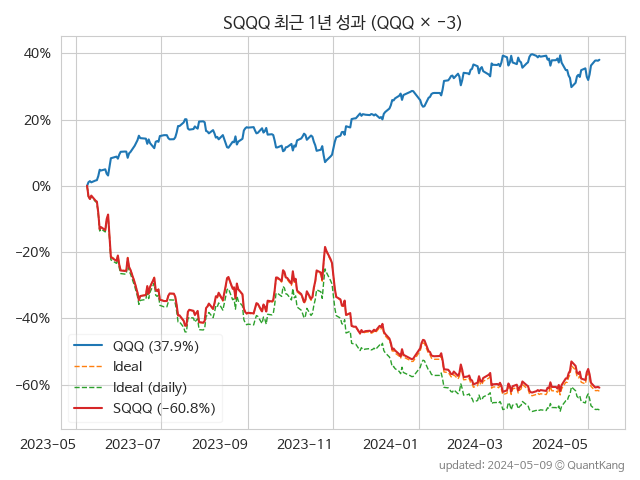 SQQQ 최근 1년 성과 (QQQ × −3)
40%
20%
0%
−20%
−40%
−60%
QQQ (37.9%)
Ideal
Ideal (daily)
SQQQ (−60.8%)
2023−05 2023−07 2023−09 2023−11 2024−01 2024−03 2024−05
updated: 2024−05−09 © QuantKang